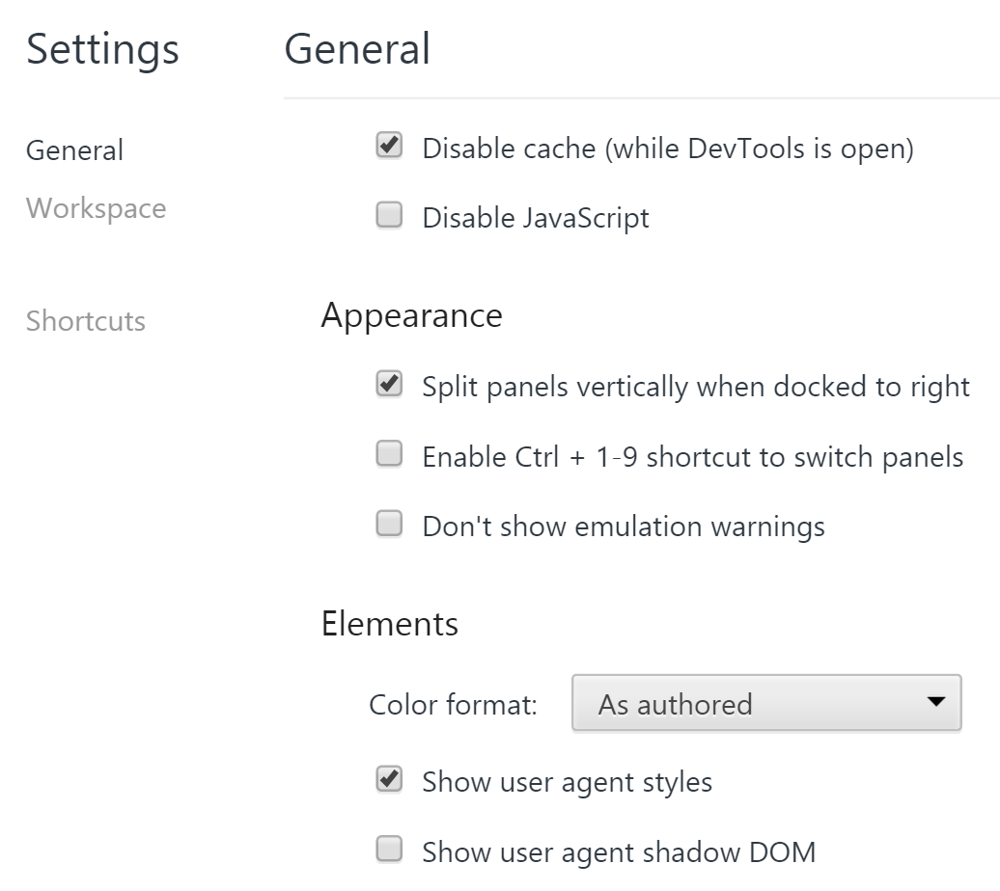 Settings
General
Workspace
Shortcuts
General
Disable cache (while DevTools is open)
Disable JavaScript
Appearance
Split panels vertically when docked to right
Enable Ctrl + 1-9 shortcut to switch panels
Don't show emulation warnings
Elements
Color format: As authored
Show user agent styles
Show user agent shadow DOM